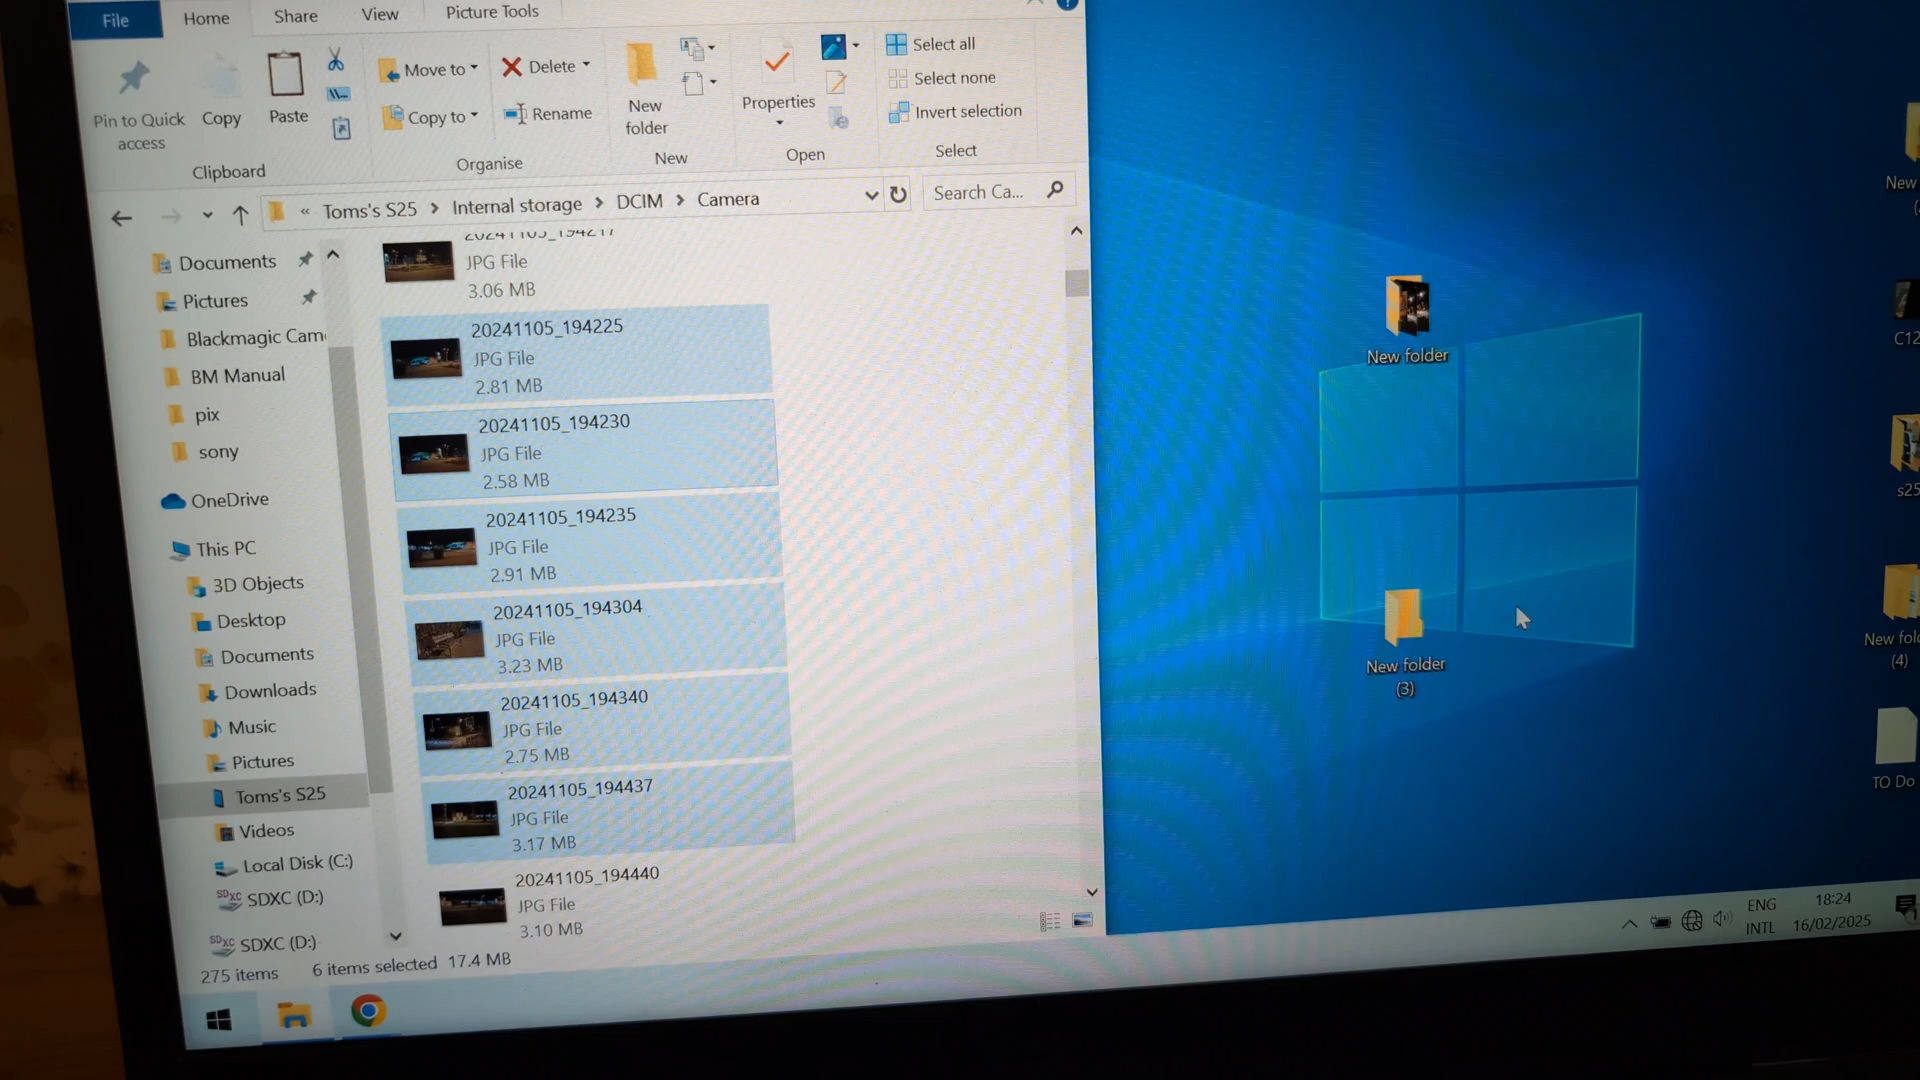 File
Home
Share
View
Picture Tools
Pin to Quick
access
Copy
Paste
Move to
Copy to
Delete
Rename
New
folder
Properties
Select all
Select none
Invert selection
Clipboard
Organise
New
Open
Select
« Toms's S25 > Internal storage > DCIM > Camera
Search Ca...
Documents
Pictures
Blackmagic Cam
BM Manual
pix
sony
OneDrive
This PC
3D Objects
Desktop
Documents
Downloads
Music
Pictures
Toms's S25
Videos
Local Disk (C:)
SDXC (D:)
SDXC (D:)
20241105_194217
JPG File
3.06 MB
20241105_194225
JPG File
2.81 MB
20241105_194230
JPG File
2.58 MB
20241105_194235
JPG File
2.91 MB
20241105_194304
JPG File
3.23 MB
20241105_194340
JPG File
2.75 MB
20241105_194437
JPG File
3.17 MB
20241105_194440
JPG File
3.10 MB
275 items
6 items selected 17.4 MB
New folder
New folder
(3)
New
C12
s25
New fol
(4)
TO Do
ENG
INTL
18:24
16/02/2025